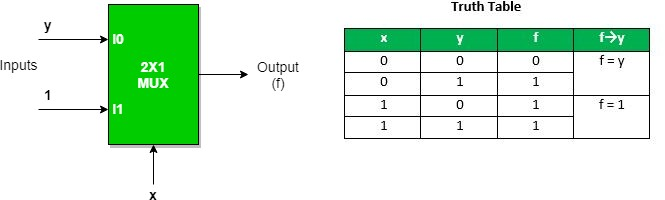 y
I0
Inputs
2X1
MUX
Output
(f)
1
I1
x
Truth Table
x y f f→y
0 0 0 f = y
0 1 1
1 0 1 f = 1
1 1 1